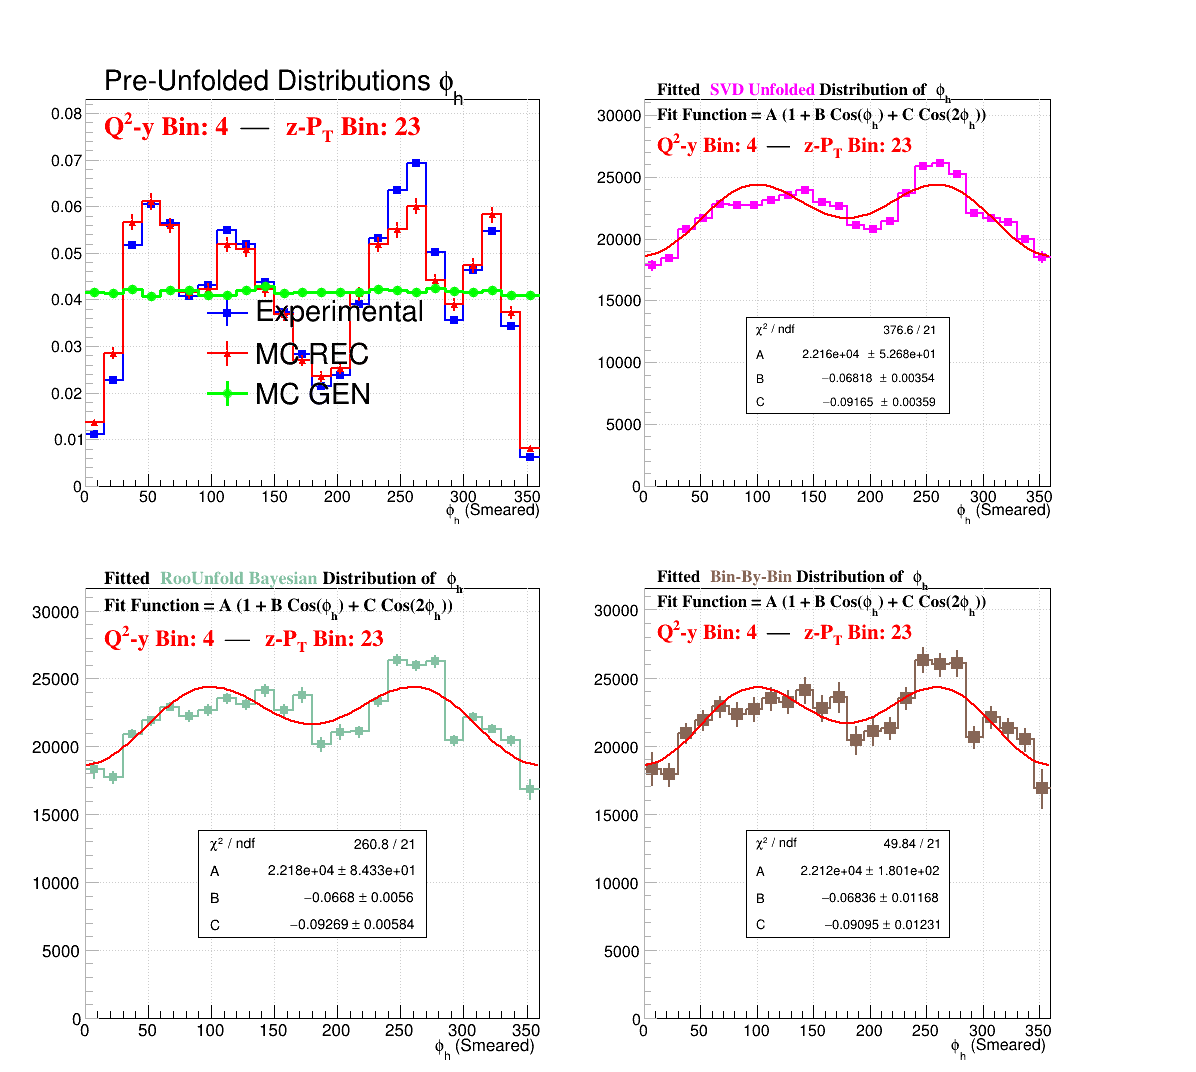 Pre-Unfolded Distributions ϕh
Q²-y Bin: 4 — z-PT Bin: 23
0.08
0.07
0.06
0.05
0.04
0.03
0.02
0.01
0
Experimental
MC REC
MC GEN
0 50 100 150 200 250 300 350
ϕh (Smeared)
Fitted SVD Unfolded Distribution of ϕh
Fit Function = A (1 + B Cos(ϕh) + C Cos(2ϕh))
Q²-y Bin: 4 — z-PT Bin: 23
30000
25000
20000
15000
10000
5000
0
χ² / ndf 376.6 / 21
A 2.216e+04 ± 5.268e+01
B −0.06818 ± 0.00354
C −0.09165 ± 0.00359
0 50 100 150 200 250 300 350
ϕh (Smeared)
Fitted RooUnfold Bayesian Distribution of ϕh
Fit Function = A (1 + B Cos(ϕh) + C Cos(2ϕh))
Q²-y Bin: 4 — z-PT Bin: 23
30000
25000
20000
15000
10000
5000
0
χ² / ndf 260.8 / 21
A 2.218e+04 ± 8.433e+01
B −0.0668 ± 0.0056
C −0.09269 ± 0.00584
0 50 100 150 200 250 300 350
ϕh (Smeared)
Fitted Bin-By-Bin Distribution of ϕh
Fit Function = A (1 + B Cos(ϕh) + C Cos(2ϕh))
Q²-y Bin: 4 — z-PT Bin: 23
30000
25000
20000
15000
10000
5000
0
χ² / ndf 49.84 / 21
A 2.212e+04 ± 1.801e+02
B −0.06836 ± 0.01168
C −0.09095 ± 0.01231
0 50 100 150 200 250 300 350
ϕh (Smeared)